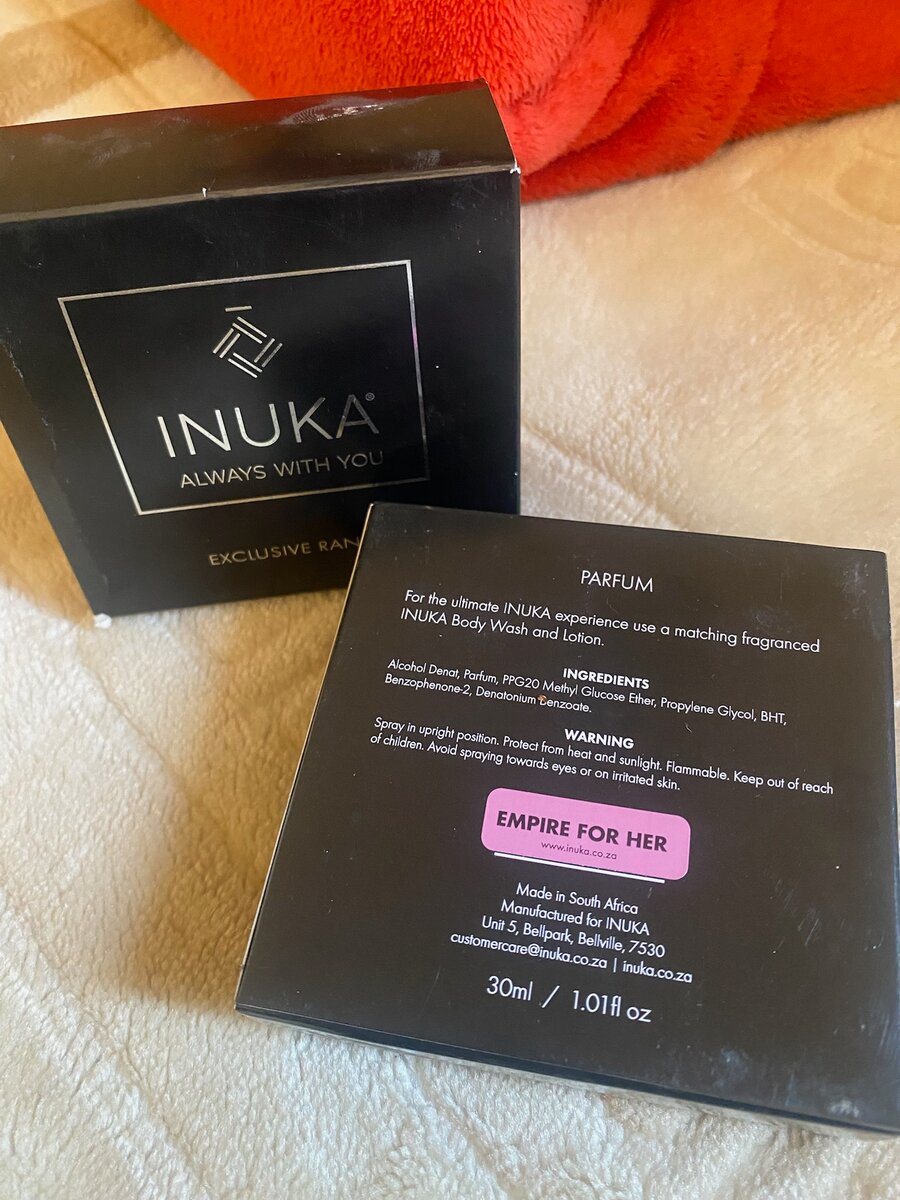 INUKA®
ALWAYS WITH YOU
EXCLUSIVE RAN
PARFUM
For the ultimate INUKA experience use a matching fragranced
INUKA Body Wash and Lotion.
INGREDIENTS
Alcohol Denat, Parfum, PPG20 Methyl Glucose Ether, Propylene Glycol, BHT,
Benzophenone-2, Denatonium Benzoate.
WARNING
Spray in upright position. Protect from heat and sunlight. Flammable. Keep out of reach
of children. Avoid spraying towards eyes or on irritated skin.
EMPIRE FOR HER
www.inuka.co.za
Made in South Africa
Manufactured for INUKA
Unit 5, Bellpark, Bellville, 7530
customercare@inuka.co.za | inuka.co.za
30ml / 1.01fl oz